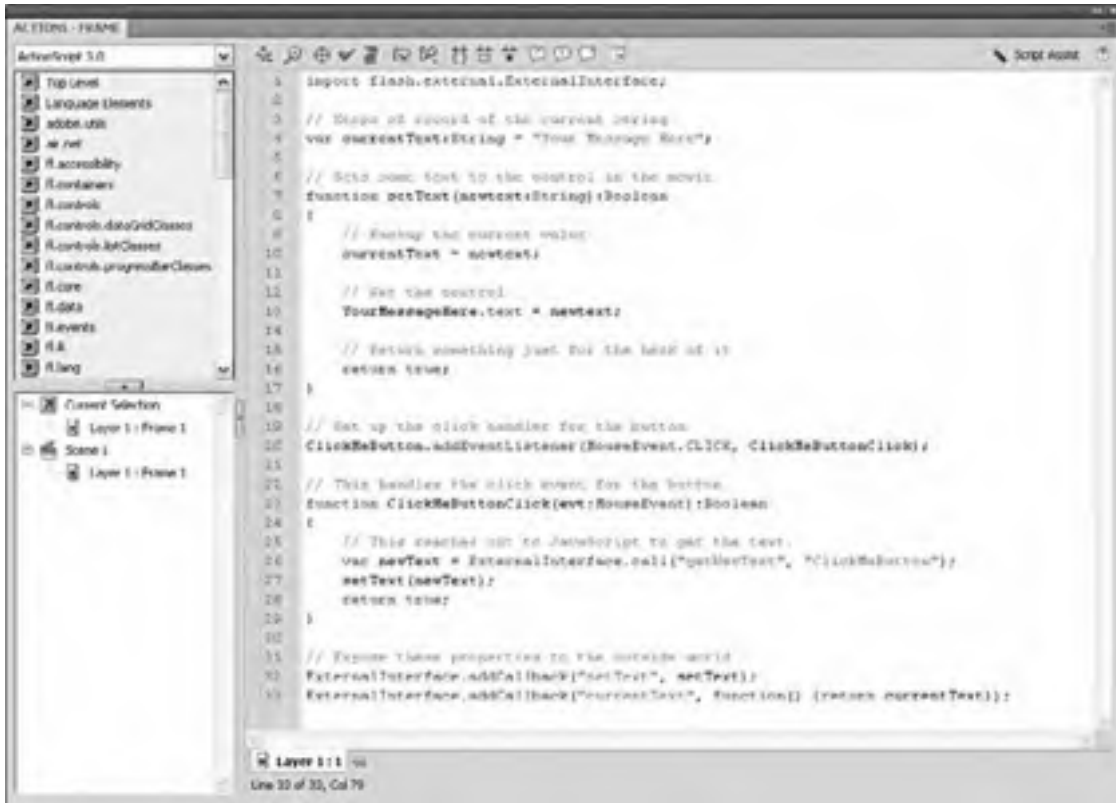 ACTIONS - FRAME
ActionScript 3.0
Script Assist
Top Level
Language Elements
adobe.utils
air.net
fl.accessibility
fl.containers
fl.controls
fl.controls.dataGridClasses
fl.controls.listClasses
fl.controls.progressBarClasses
fl.core
fl.data
fl.events
fl.ik
fl.lang
Current Selection
Layer 1 : Frame 1
Scene 1
Layer 1 : Frame 1
1 import flash.external.ExternalInterface;
2
3 // of record of the current string
4 var currentText:String = "Your Message Here";
5
6 // Sets some text to the control in the movie
7 function setText(newtext:String):Boolean
8 {
9 // the current value
10 currentText = newtext;
11
12 // Set the control
13 YourMessageHere.text = newtext;
14
15 // Return something just for the heck of it
16 return true;
17 }
18
19 // Set up the click handler for the button
20 ClickMeButton.addEventListener(MouseEvent.CLICK, ClickMeButtonClick);
21
22 // This handles the click event for the button
23 function ClickMeButtonClick(evt:MouseEvent):Boolean
24 {
25 // This reaches out to JavaScript to get the text.
26 var newText = ExternalInterface.call("getNewText", "ClickMeButton");
27 setText(newText);
28 return true;
29 }
30
31 // Expose these properties to the outside world
32 ExternalInterface.addCallback("setText", setText);
33 ExternalInterface.addCallback("currentText", function() {return currentText});
Layer 1 : 1
Line 33 of 33, Col 79